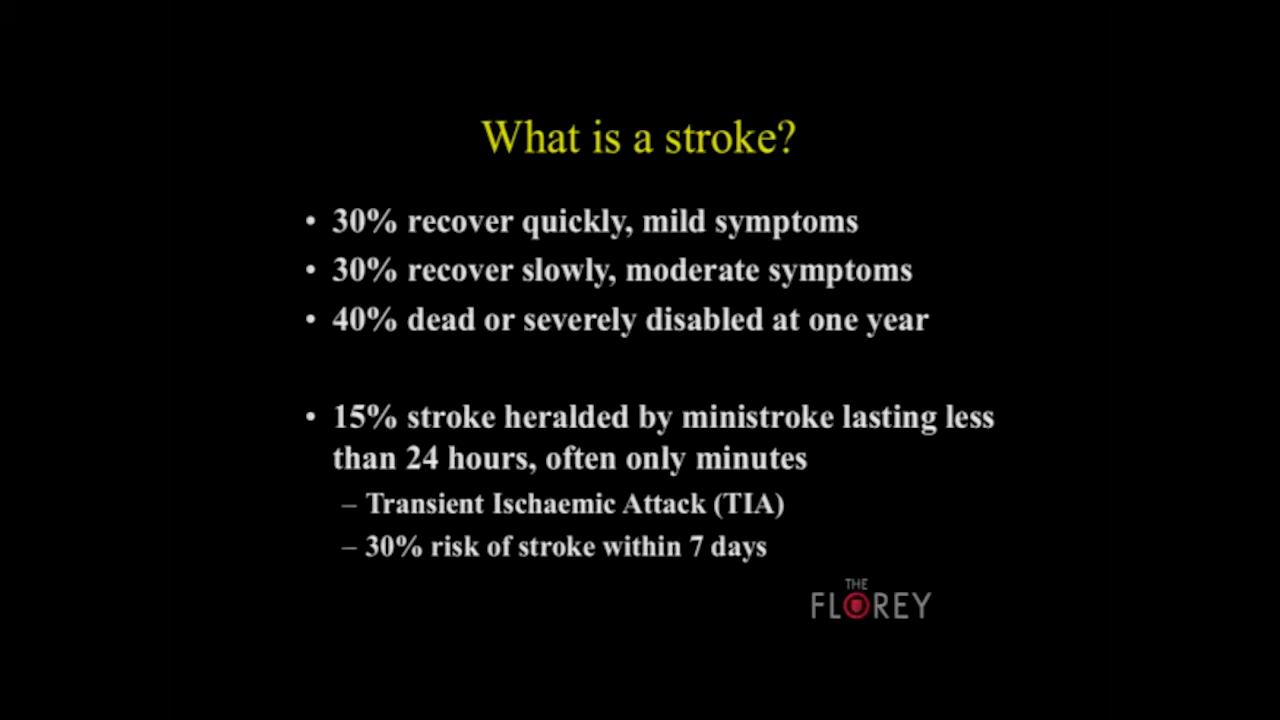 What is a stroke?
• 30% recover quickly, mild symptoms
• 30% recover slowly, moderate symptoms
• 40% dead or severely disabled at one year
• 15% stroke heralded by ministroke lasting less
than 24 hours, often only minutes
– Transient Ischaemic Attack (TIA)
– 30% risk of stroke within 7 days
THE
FLOREY